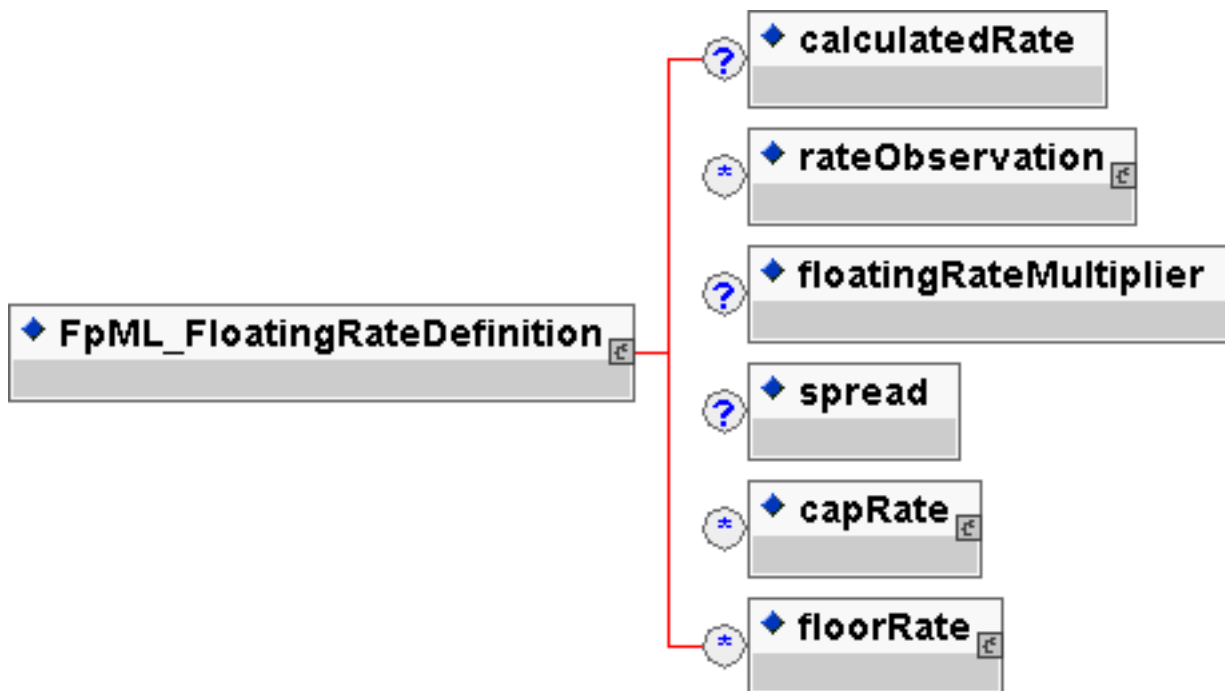 ? calculatedRate
* rateObservation
? floatingRateMultiplier
FpML_FloatingRateDefinition
? spread
* capRate
* floorRate